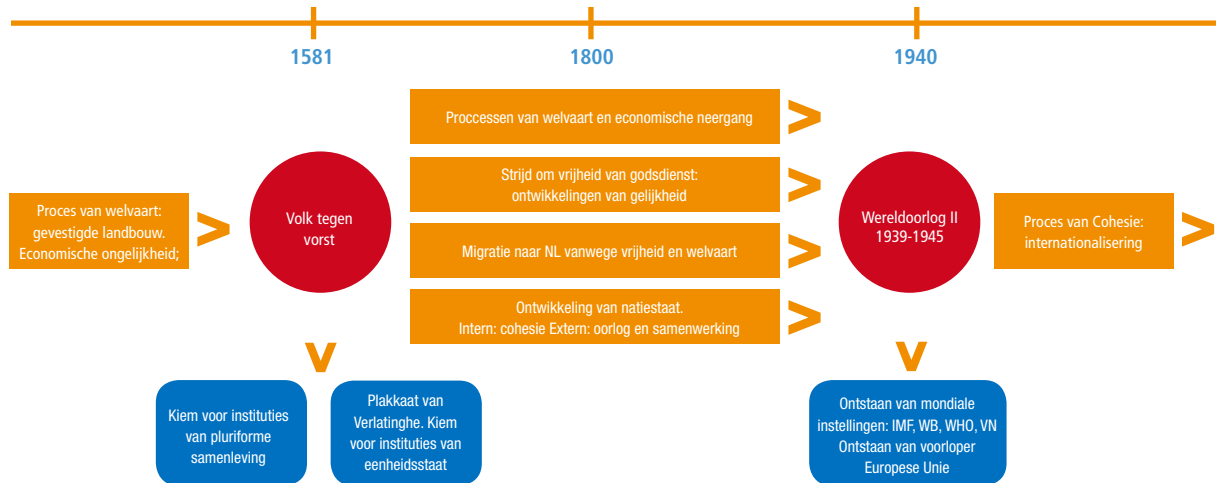 1581
1800
1940
Proces van welvaart:
gevestigde landbouw.
Economische ongelijkheid;
Volk tegen
vorst
Proccessen van welvaart en economische neergang
Strijd om vrijheid van godsdienst:
ontwikkelingen van gelijkheid
Migratie naar NL vanwege vrijheid en welvaart
Ontwikkeling van natiestaat.
Intern: cohesie Extern: oorlog en samenwerking
Wereldoorlog II
1939-1945
Proces van Cohesie:
internationalisering
Kiem voor instituties
van pluriforme
samenleving
Plakkaat van
Verlatinghe. Kiem
voor instituties van
eenheidsstaat
Ontstaan van mondiale
instellingen: IMF, WB, WHO, VN
Ontstaan van voorloper
Europese Unie